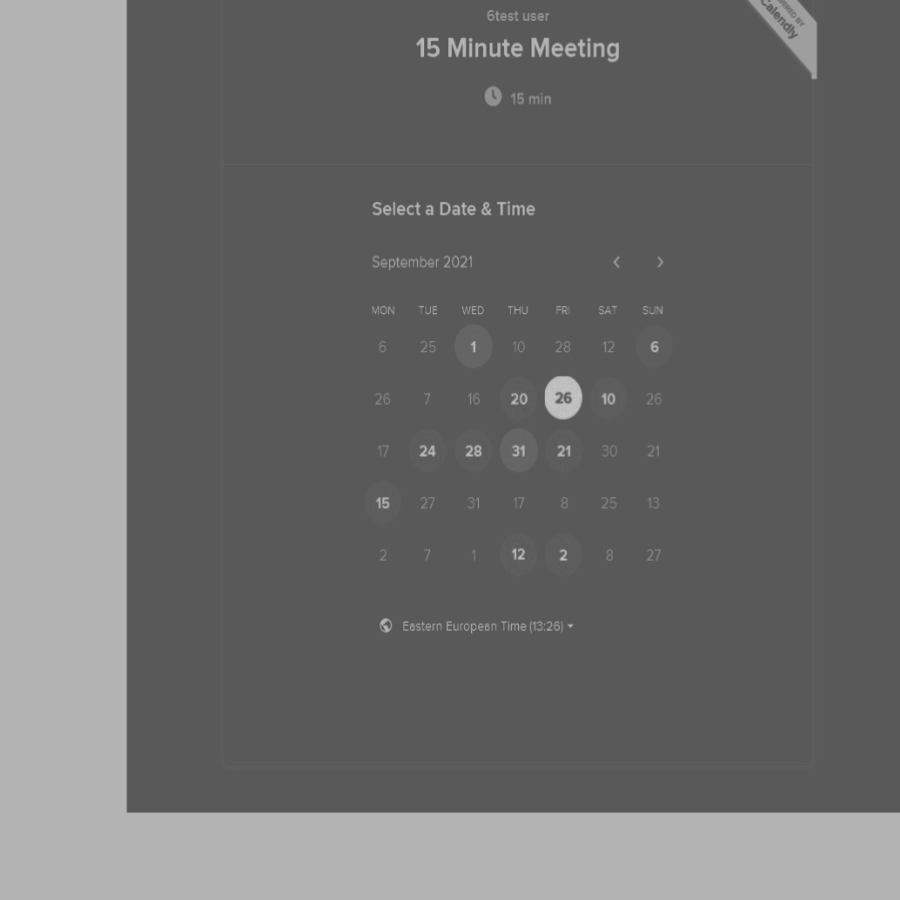 6test user
POWERED BY
Calendly
15 Minute Meeting
15 min
Select a Date & Time
September 2021
MON TUE WED THU FRI SAT SUN
6 25 1 10 28 12 6
26 7 16 20 26 10 26
17 24 28 31 21 30 21
15 27 31 17 8 25 13
2 7 1 12 2 8 27
Eastern European Time (13:26)